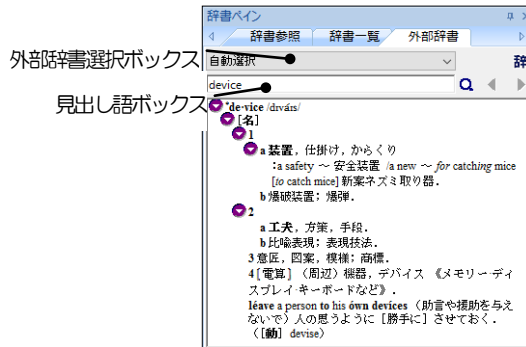 辞書ペイン
辞書参照 辞書一覧 外部辞書
外部辞書選択ボックス
自動選択
辞
見出し語ボックス
device
*de·vice /dɪváɪs/
[名]
1
a 装置, 仕掛け, からくり
:a safety ～ 安全装置 /a new ～ for catching mice
[to catch mice] 新案ネズミ取り器.
b 爆破装置; 爆弾.
2
a 工夫, 方策, 手段.
b 比喩表現; 表現技法.
3 意匠, 図案, 模様; 商標.
4 [電算] (周辺) 機器, デバイス 《メモリー·ディ
スプレイ·キーボードなど》.
léave a person to his ówn devices (助言や援助を与え
ないで) 人の思うように [勝手に] させておく.
([動] devise)